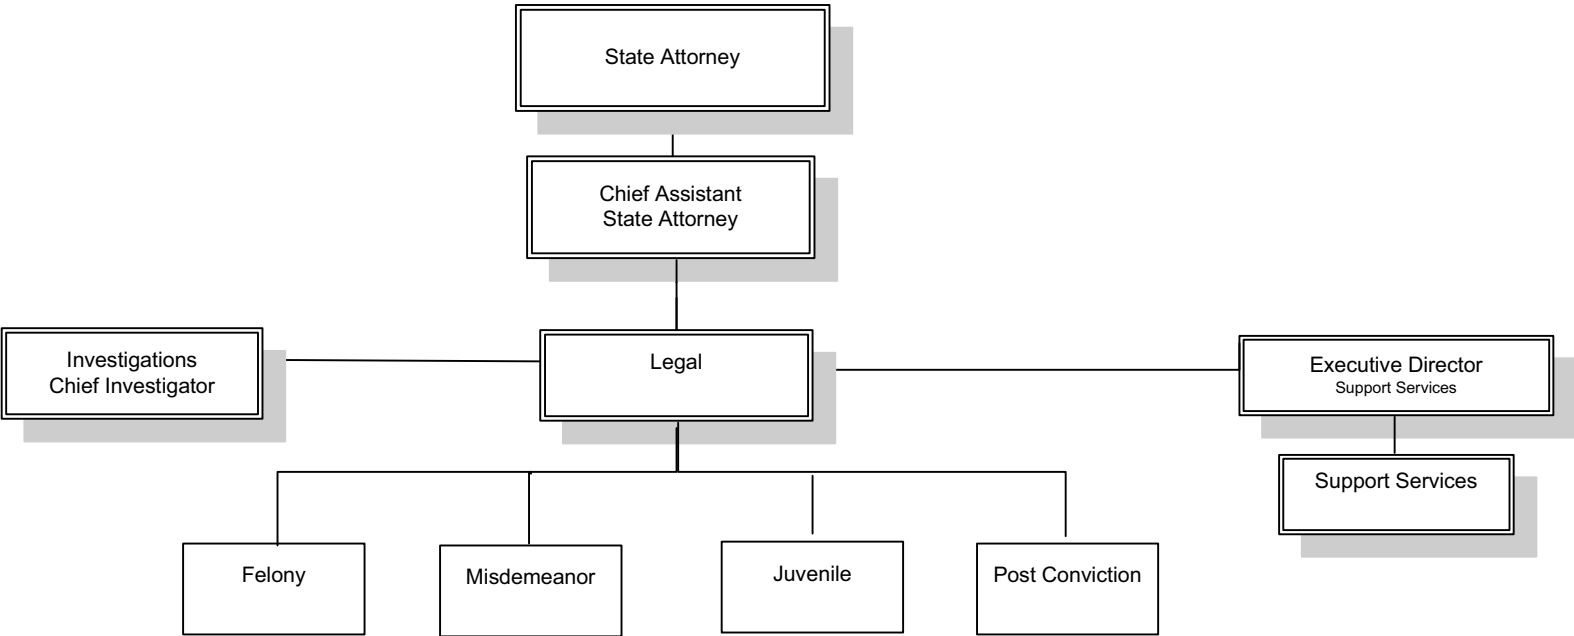 State Attorney
Chief Assistant
State Attorney
Investigations
Chief Investigator
Legal
Executive Director
Support Services
Support Services
Felony
Misdemeanor
Juvenile
Post Conviction